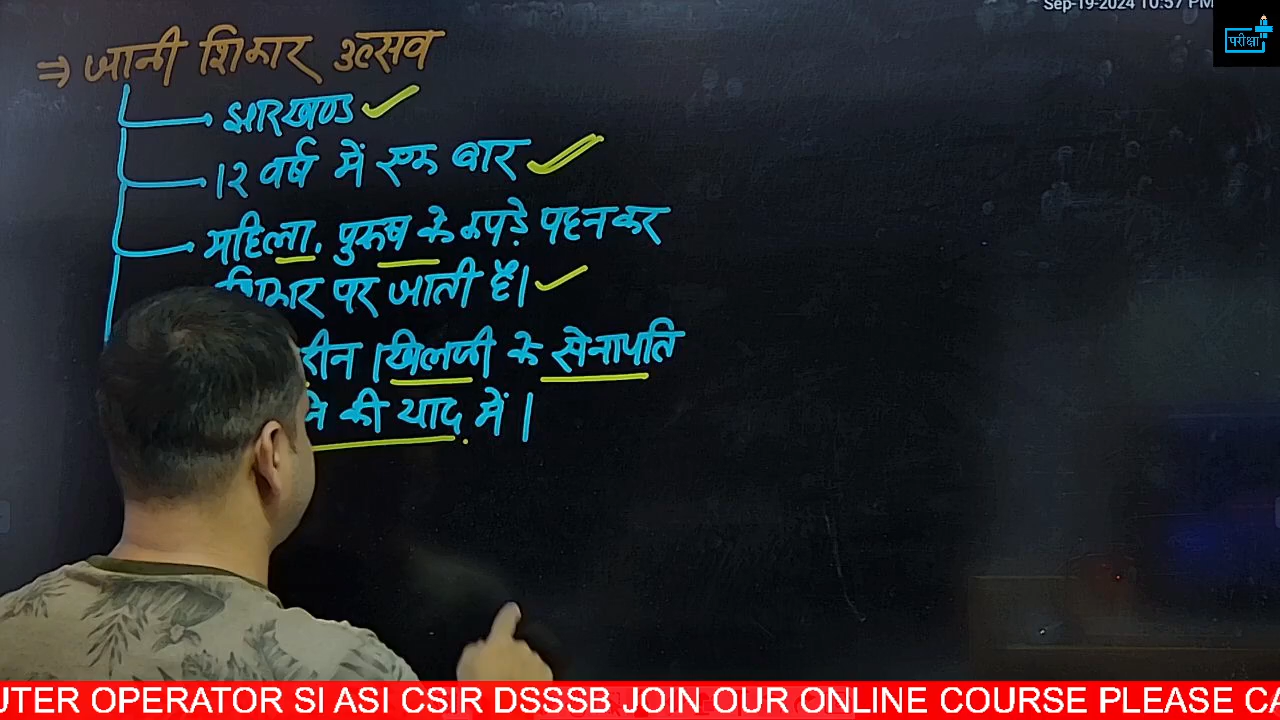 Sep-19-2024 10:57 PM
परीक्षा
⇒ जानी शिकार उत्सव
झारखण्ड
12 वर्ष में एक बार
महिला, पुरूष के कपड़े पहनकर
शिकार पर जाती हैं।
खिलजी के सेनापति
की याद में।
UTER OPERATOR SI ASI CSIR DSSSB JOIN OUR ONLINE COURSE PLEASE CA